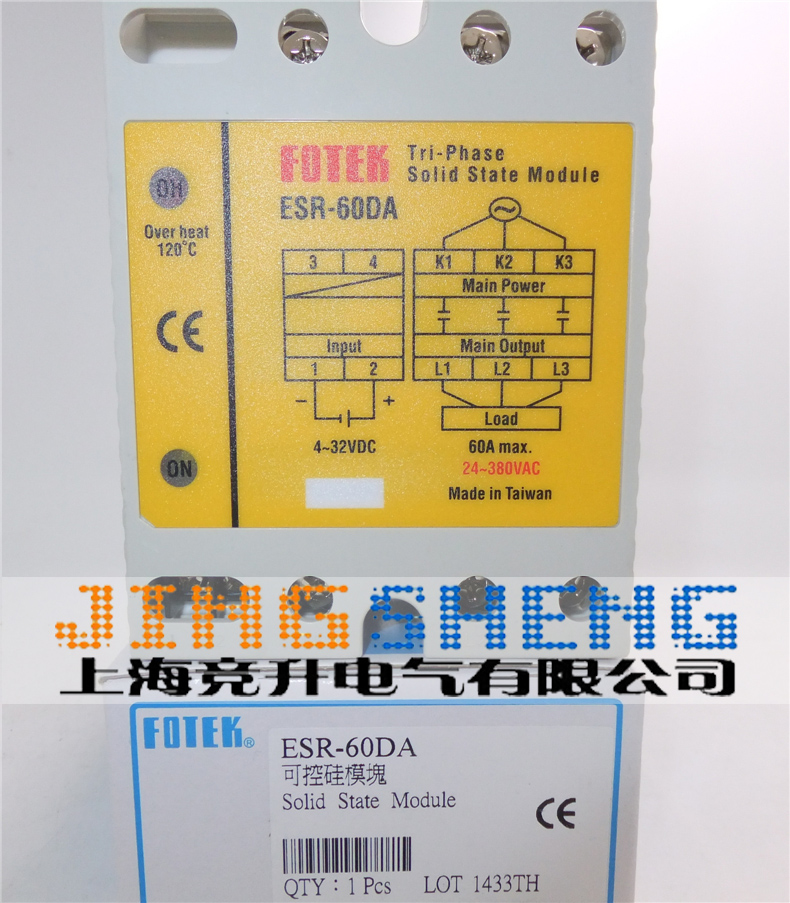 FOTEK
Tri-Phase
Solid State Module
ESR-60DA
OH
Over heat
120°C
CE
ON
3 4
Input
1 2
- +
4~32VDC
K1 K2 K3
Main Power
Main Output
L1 L2 L3
Load
60A max.
24~380VAC
Made in Taiwan
JINGSHENG
上海竞升电气有限公司
FOTEK®
ESR-60DA
可控硅模塊
Solid State Module
CE
QTY：1 Pcs LOT 1433TH